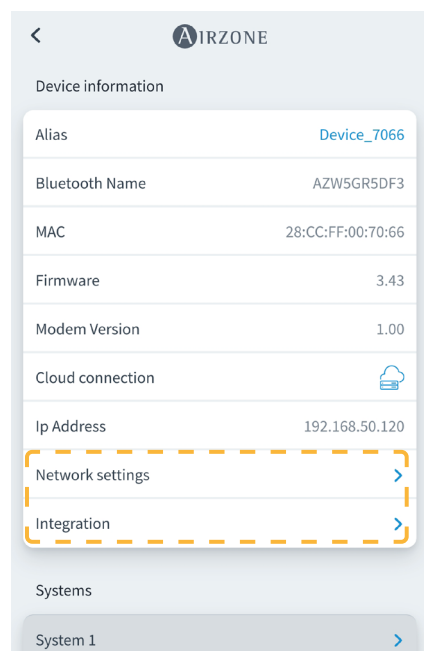 AIRZONE
Device information
Alias Device_7066
Bluetooth Name AZW5GR5DF3
MAC 28:CC:FF:00:70:66
Firmware 3.43
Modem Version 1.00
Cloud connection
Ip Address 192.168.50.120
Network settings
Integration
Systems
System 1